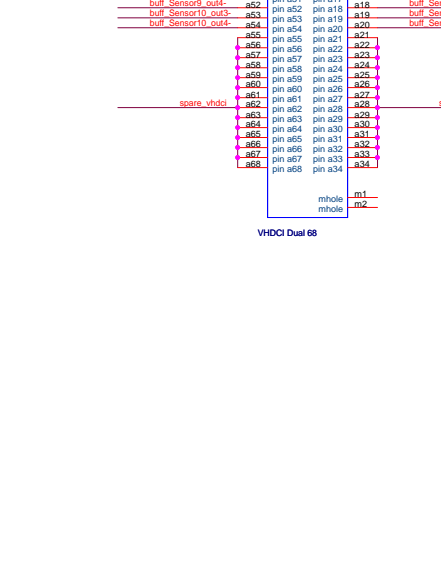 buff_Sensor9_out4- a52 pin a52 pin a18 a18
buff_Sensor10_out3- a53 pin a53 pin a19 a19
buff_Sensor10_out4- a54 pin a54 pin a20 a20
a55 pin a55 pin a21 a21
a56 pin a56 pin a22 a22
a57 pin a57 pin a23 a23
a58 pin a58 pin a24 a24
a59 pin a59 pin a25 a25
a60 pin a60 pin a26 a26
a61 pin a61 pin a27 a27
spare_vhdci a62 pin a62 pin a28 a28
a63 pin a63 pin a29 a29
a64 pin a64 pin a30 a30
a65 pin a65 pin a31 a31
a66 pin a66 pin a32 a32
a67 pin a67 pin a33 a33
a68 pin a68 pin a34 a34
mhole m1
mhole m2
VHDCI Dual 68